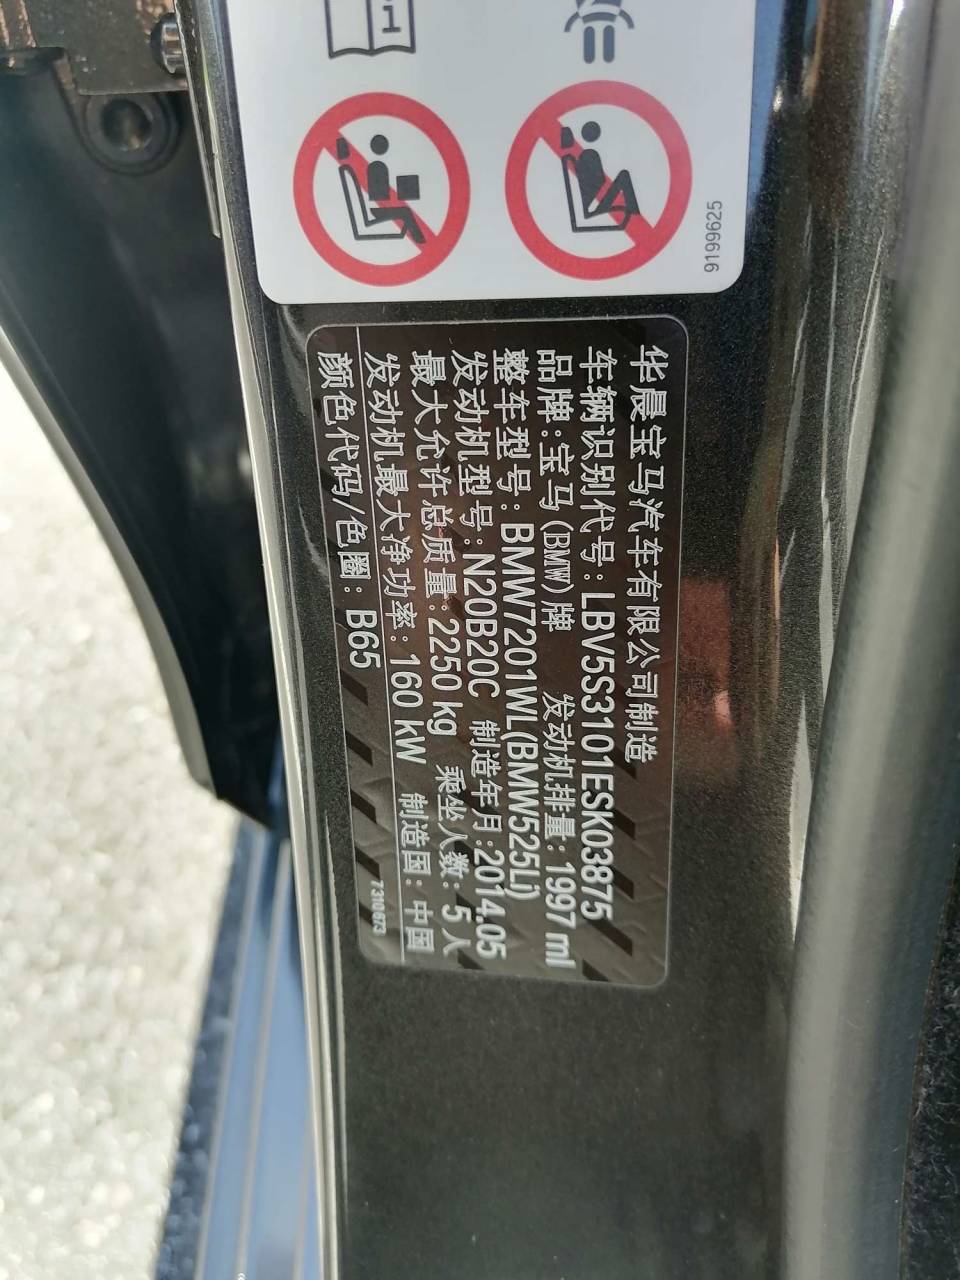 9199625
华晨宝马汽车有限公司制造
车辆识别代号:LBV5S3101ESK03875
品牌:宝马(BMW)牌 发动机排量:1997 ml
整车型号:BMW7201WL(BMW525Li)
发动机型号:N20B20C 制造年月:2014.05
最大允许总质量:2250 kg 乘坐人数:5人
发动机最大净功率:160 kW 制造国:中国
颜色代码/色圈:B65